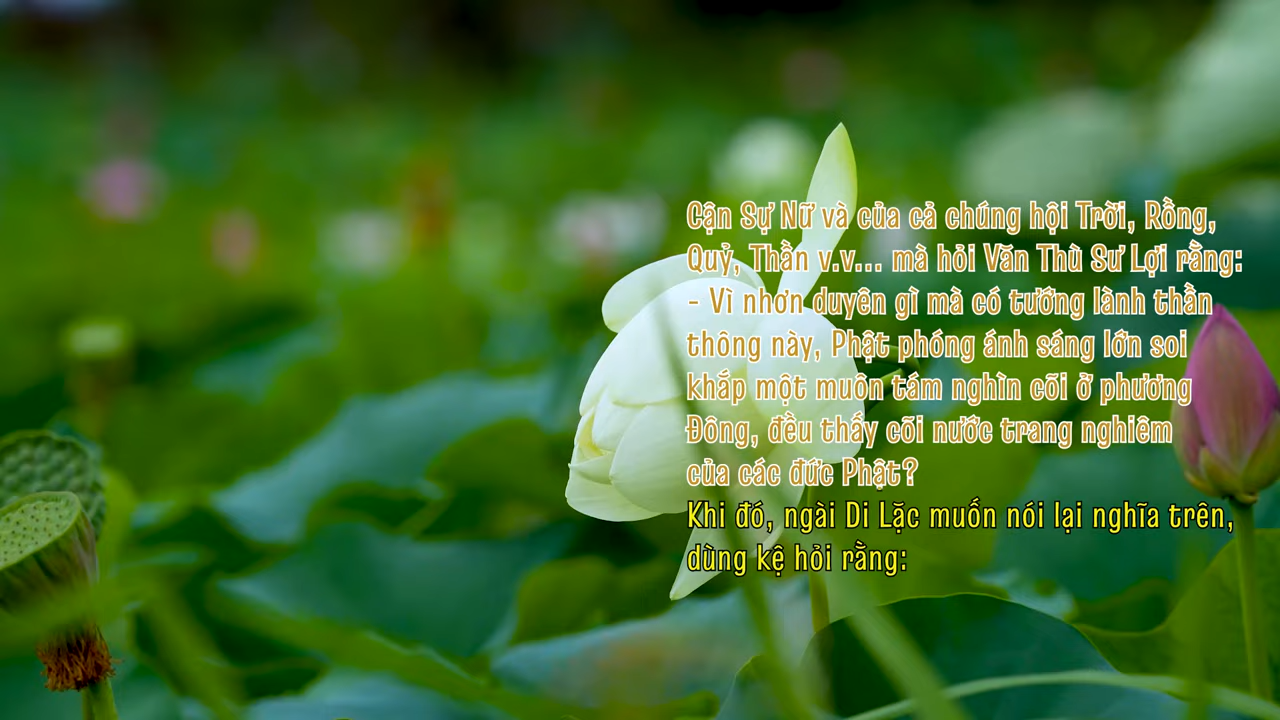 Cận Sự Nữ và của cả chúng hội Trời, Rồng,
Quỷ, Thần v.v... mà hỏi Văn Thù Sư Lợi rằng:
- Vì nhơn duyên gì mà có tướng lành thần
thông này, Phật phóng ánh sáng lớn soi
khắp một muôn tám nghìn cõi ở phương
Đông, đều thấy cõi nước trang nghiêm
của các đức Phật?
Khi đó, ngài Di Lặc muốn nói lại nghĩa trên,
dùng kệ hỏi rằng: